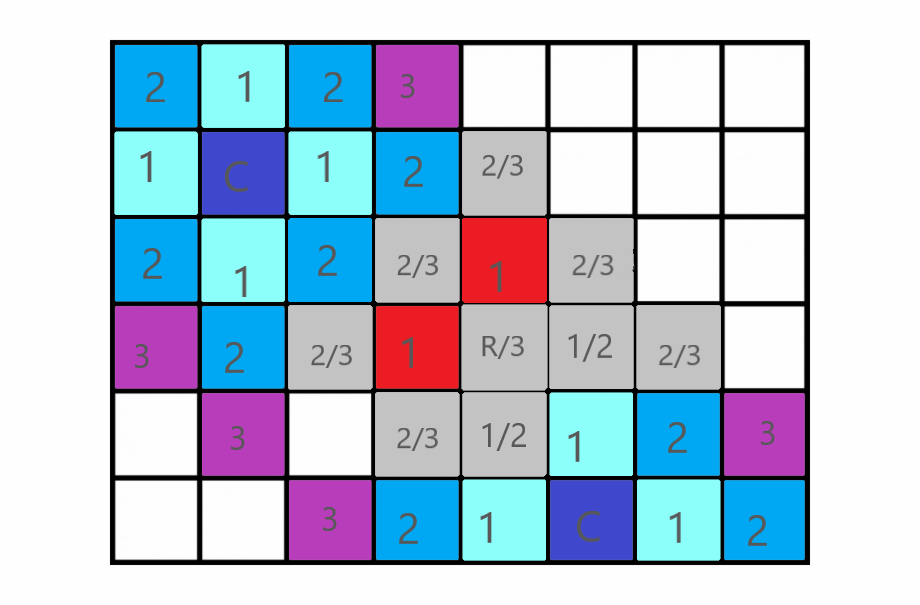 2 1 2 3
1 C 1 2 2/3
2 1 2 2/3 1 2/3
3 2 2/3 1 R/3 1/2 2/3
3 2/3 1/2 1 2 3
3 2 1 C 1 2